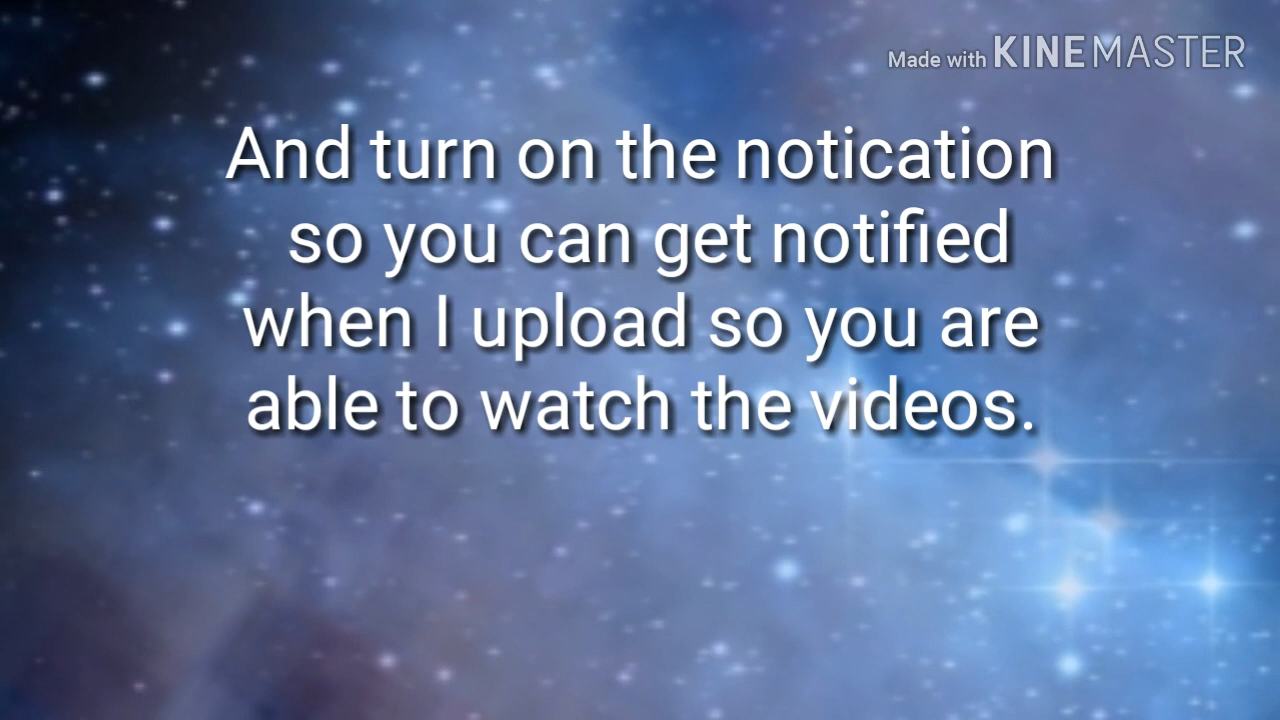 Made with KINEMASTER
And turn on the notication
so you can get notified
when I upload so you are
able to watch the videos.